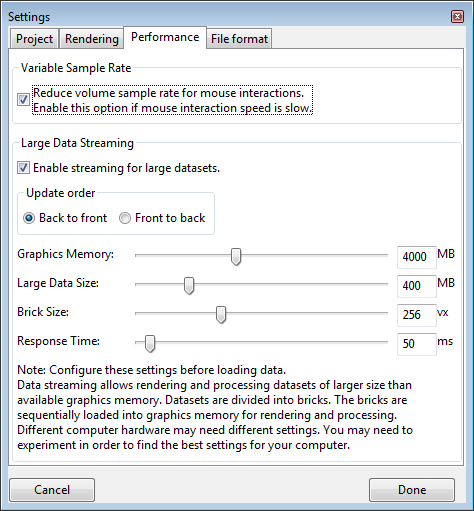 Settings
Project Rendering Performance File format
Variable Sample Rate
Reduce volume sample rate for mouse interactions.
Enable this option if mouse interaction speed is slow.
Large Data Streaming
Enable streaming for large datasets.
Update order
Back to front Front to back
Graphics Memory: 4000 MB
Large Data Size: 400 MB
Brick Size: 256 vx
Response Time: 50 ms
Note: Configure these settings before loading data.
Data streaming allows rendering and processing datasets of larger size than
available graphics memory. Datasets are divided into bricks. The bricks are
sequentially loaded into graphics memory for rendering and processing.
Different computer hardware may need different settings. You may need to
experiment in order to find the best settings for your computer.
Cancel Done